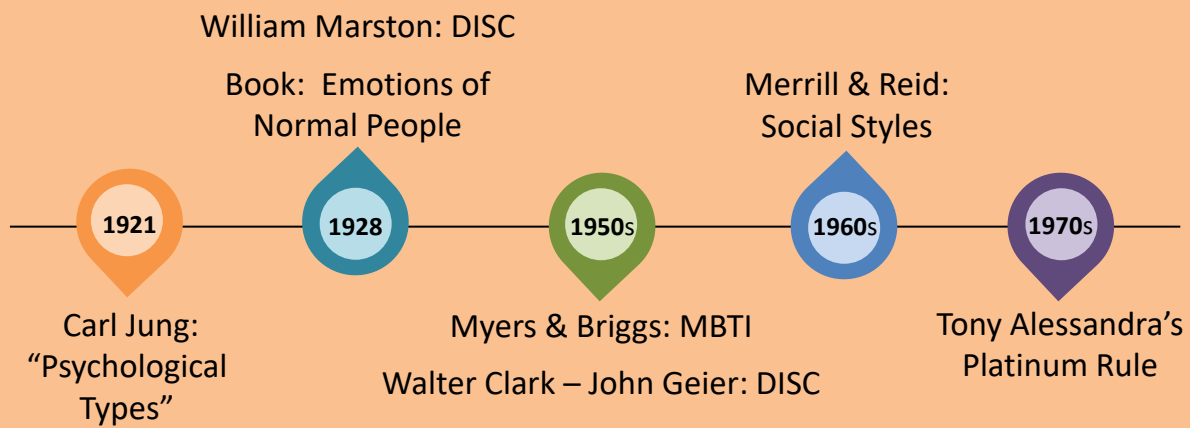 William Marston: DISC
Book: Emotions of
Normal People
Merrill & Reid:
Social Styles
1921
1928
1950s
1960s
1970s
Carl Jung:
“Psychological
Types”
Myers & Briggs: MBTI
Walter Clark – John Geier: DISC
Tony Alessandra’s
Platinum Rule